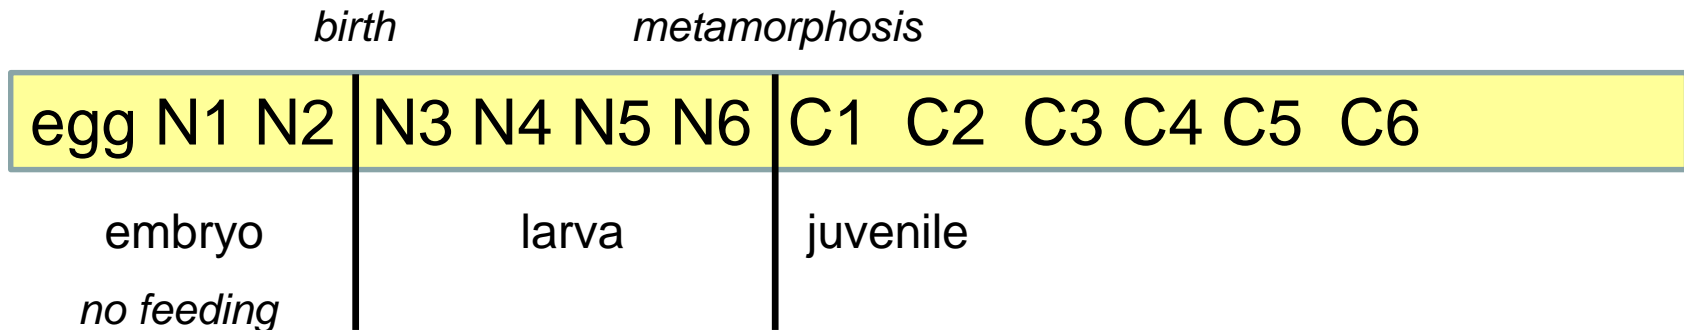 birth metamorphosis
egg N1 N2 N3 N4 N5 N6 C1 C2 C3 C4 C5 C6
embryo larva juvenile
no feeding